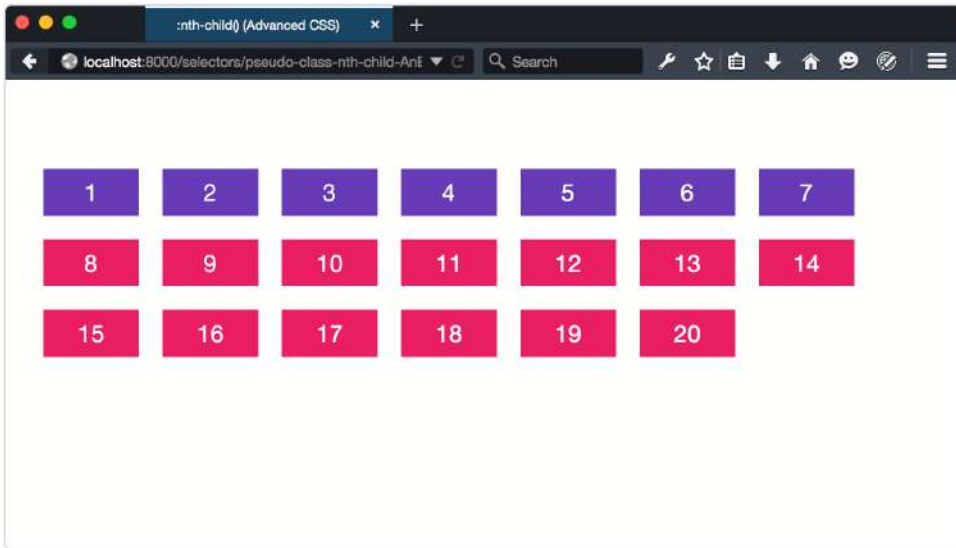 :nth-child() (Advanced CSS)
localhost:8000/selectors/pseudo-class-nth-child-AnB
Search
1 2 3 4 5 6 7
8 9 10 11 12 13 14
15 16 17 18 19 20